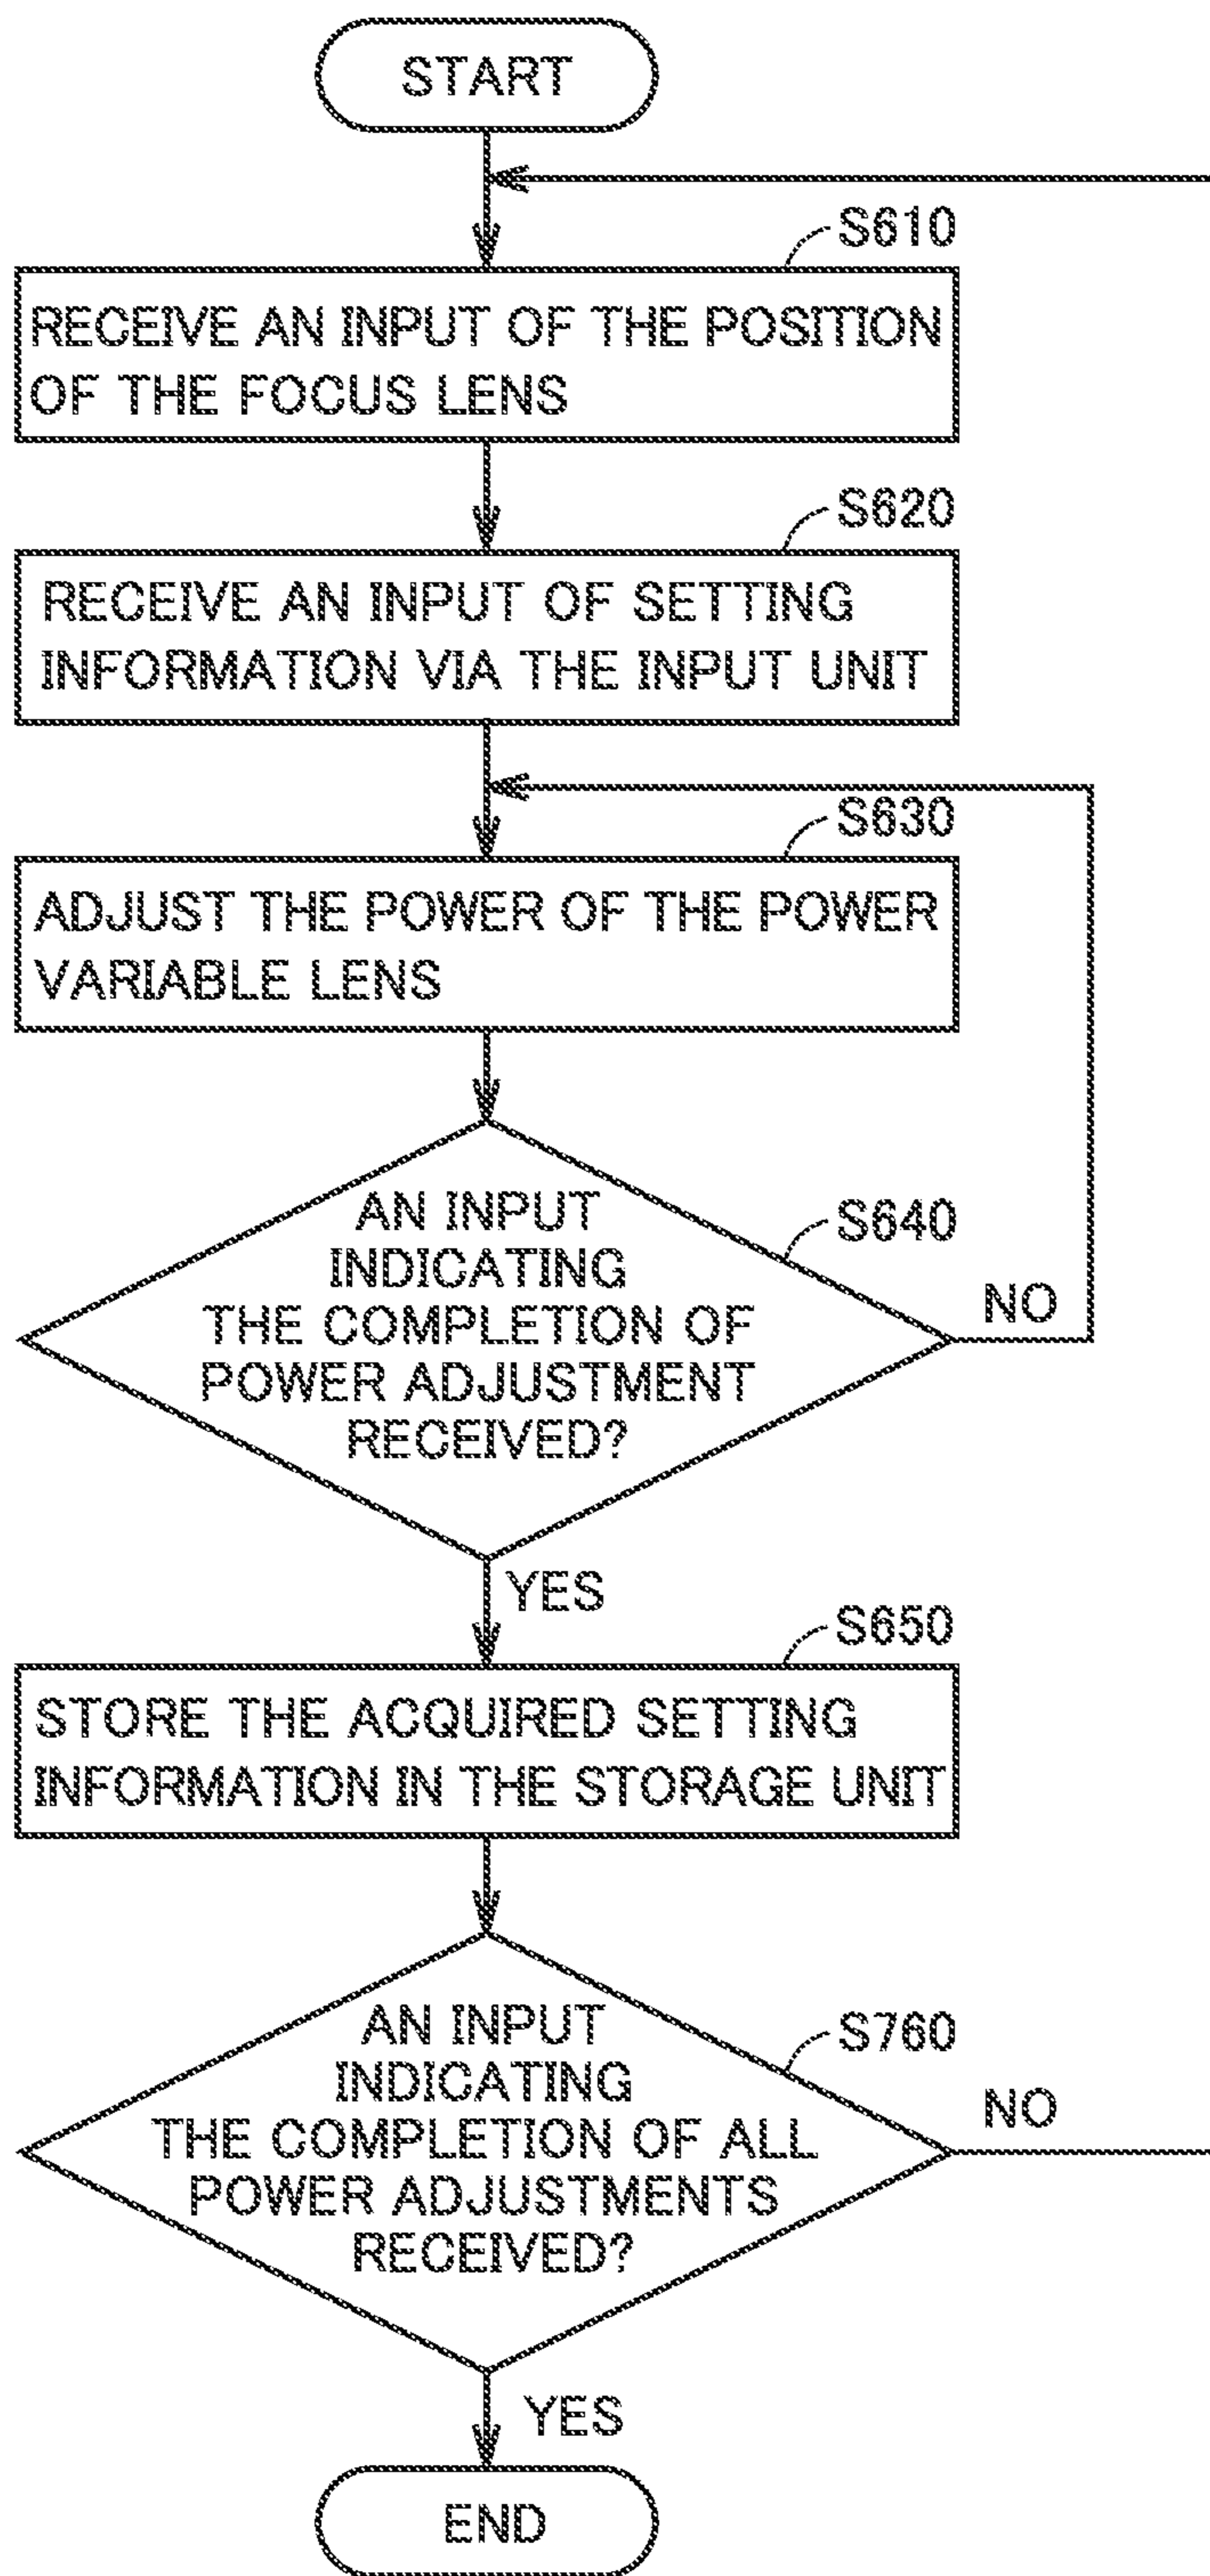 START
S610
RECEIVE AN INPUT OF THE POSITION
OF THE FOCUS LENS
S620
RECEIVE AN INPUT OF SETTING
INFORMATION VIA THE INPUT UNIT
S630
ADJUST THE POWER OF THE POWER
VARIABLE LENS
S640
AN INPUT
INDICATING
THE COMPLETION OF
POWER ADJUSTMENT
RECEIVED?
NO
YES
S650
STORE THE ACQUIRED SETTING
INFORMATION IN THE STORAGE UNIT
S760
AN INPUT
INDICATING
THE COMPLETION OF ALL
POWER ADJUSTMENTS
RECEIVED?
NO
YES
END